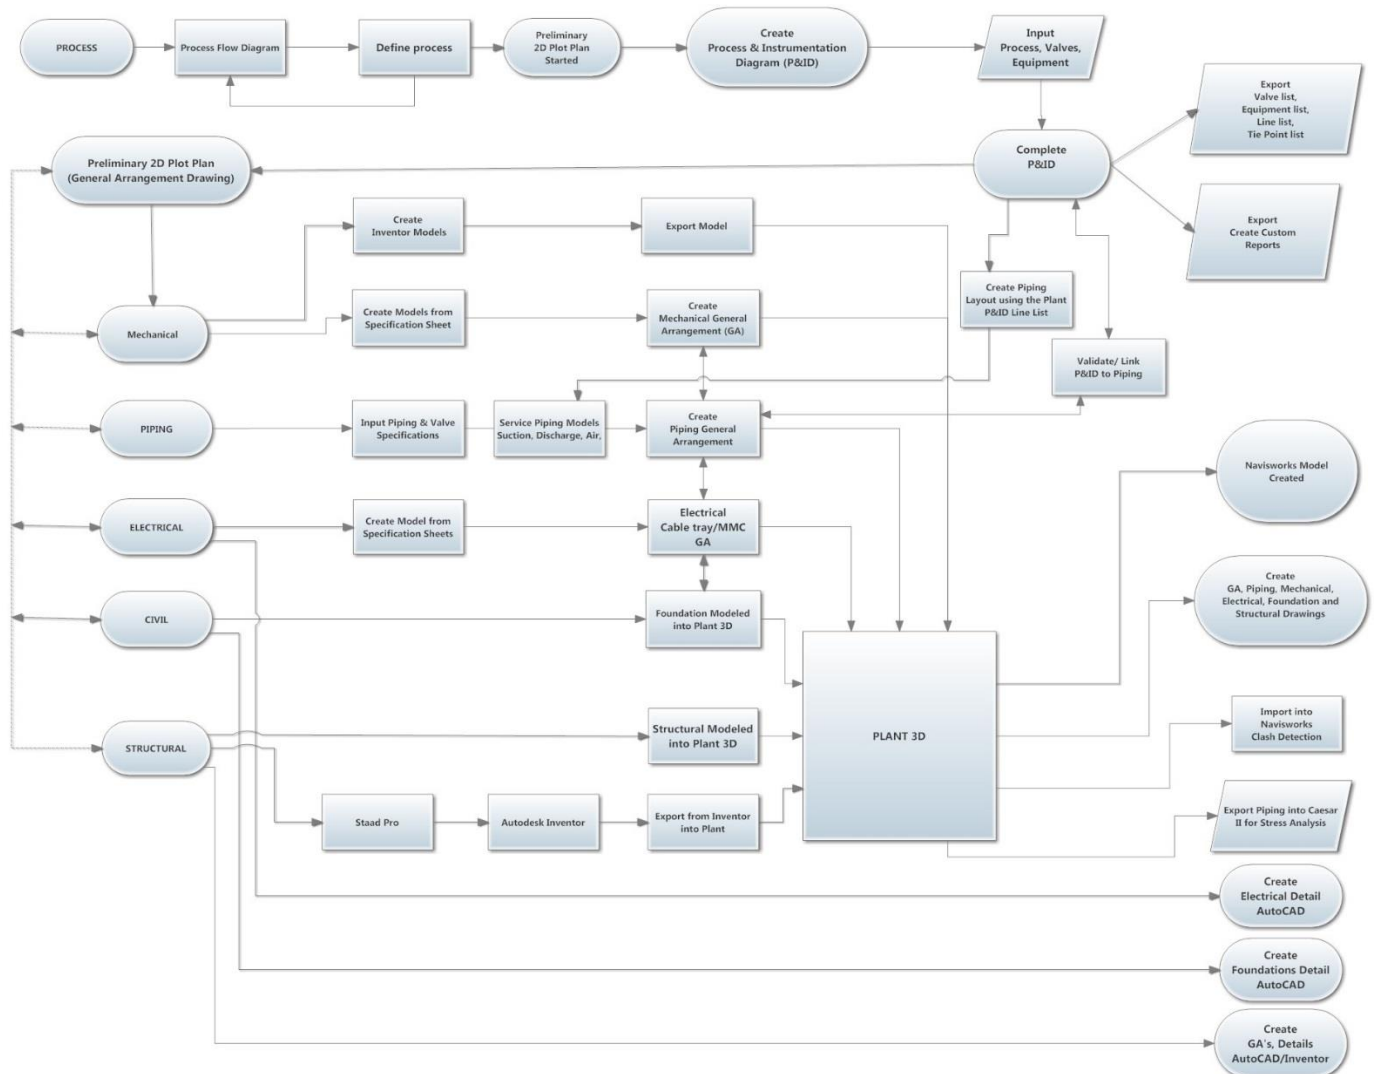 PROCESS
Process Flow Diagram
Define process
Preliminary
2D Plot Plan
Started
Create
Process & Instrumentation
Diagram (P&ID)
Input
Process, Valves,
Equipment
Export
Valve list,
Equipment list,
Line list,
Tie Point list
Preliminary 2D Plot Plan
(General Arrangement Drawing)
Complete
P&ID
Export
Create Custom
Reports
Create
Inventor Models
Export Model
Create Piping
Layout using the Plant
P&ID Line List
Mechanical
Create Models from
Specification Sheet
Create
Mechanical General
Arrangement (GA)
Validate/ Link
P&ID to Piping
PIPING
Input Piping & Valve
Specifications
Service Piping Models
Suction, Discharge, Air,
Create
Piping General
Arrangement
Navisworks Model
Created
ELECTRICAL
Create Model from
Specification Sheets
Electrical
Cable tray/MMC
GA
Create
GA, Piping, Mechanical,
Electrical, Foundation and
Structural Drawings
CIVIL
Foundation Modeled
into Plant 3D
STRUCTURAL
Structural Modeled
into Plant 3D
PLANT 3D
Import into
Navisworks
Clash Detection
Staad Pro
Autodesk Inventor
Export from Inventor
into Plant
Export Piping into Caesar
II for Stress Analysis
Create
Electrical Detail
AutoCAD
Create
Foundations Detail
AutoCAD
Create
GA's, Details
AutoCAD/Inventor